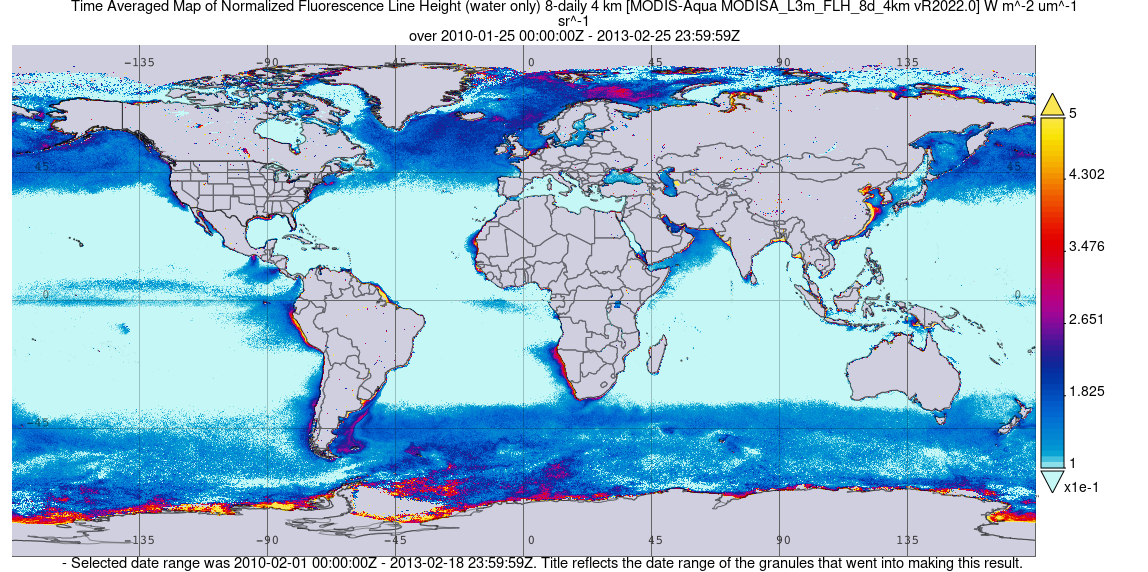 Time Averaged Map of Normalized Fluorescence Line Height (water only) 8-daily 4 km [MODIS-Aqua MODISA_L3m_FLH_8d_4km vR2022.0] W m^-2 um^-1
sr^-1
over 2010-01-25 00:00:00Z - 2013-02-25 23:59:59Z
-135 -90 -45 0 45 90 135
5
4.302
45 45
3.476
0 0
2.651
1.825
-45 -45
1
x1e-1
-135 -90 -45 0 45 90 135
- Selected date range was 2010-02-01 00:00:00Z - 2013-02-18 23:59:59Z. Title reflects the date range of the granules that went into making this result.